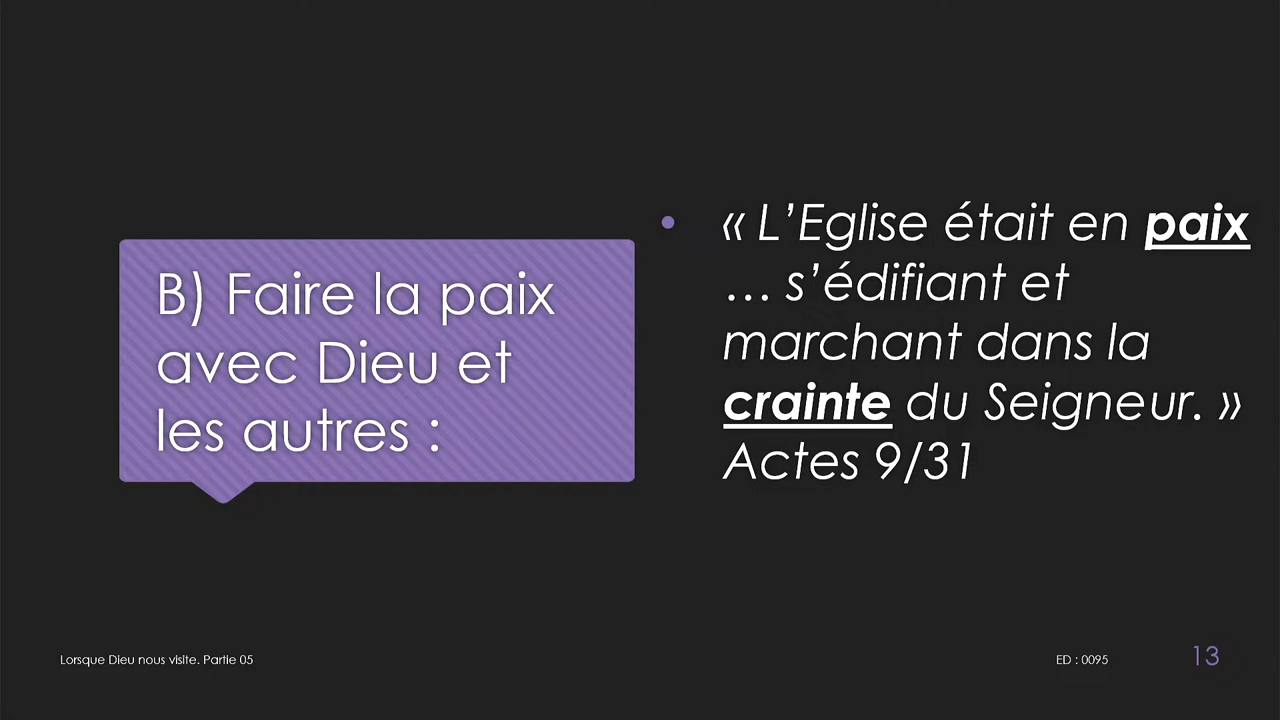 B) Faire la paix
avec Dieu et
les autres :
• « L’Eglise était en paix
… s’édifiant et
marchant dans la
crainte du Seigneur. »
Actes 9/31
Lorsque Dieu nous visite. Partie 05
ED : 0095
13